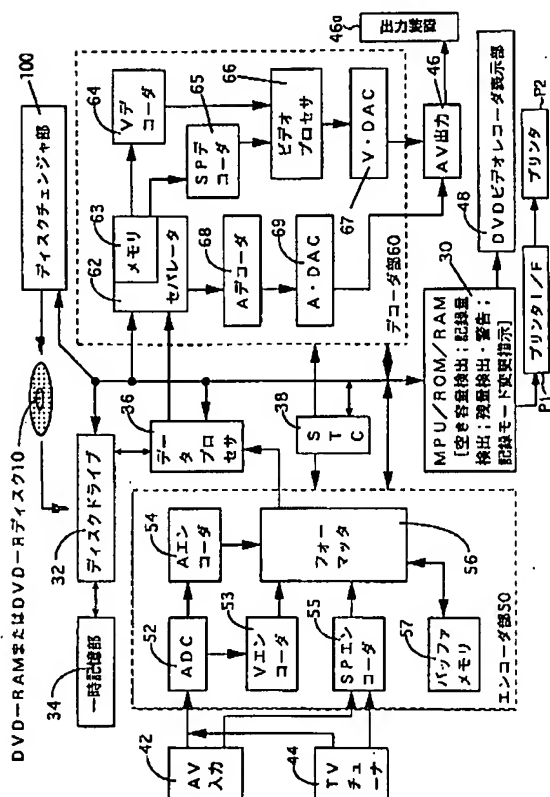 DVD－RAMまたはDVD－Rディスク10
100
ディスクチェンジャ部
32
ディスクドライブ
34
一時記憶部
36
データプロセサ
38
STC
42
AV入力
44
TVチューナ
52
ADC
53
Vエンコーダ
54
Aエンコーダ
55
SPエンコーダ
56
フォーマッタ
57
バッファメモリ
エンコーダ部50
62
セパレータ
63
メモリ
64
Vデコーダ
65
SPデコーダ
66
ビデオプロセサ
67
V・DAC
68
Aデコーダ
69
A・DAC
デコーダ部60
46
AV出力
46a
出力装置
30
MPU／ROM／RAM
[空き容量検出；記録量
検出；残量検出・警告；
記録モード変更指示]
48
DVDビデオレコーダ表示部
P1
プリンタI／F
P2
プリンタ